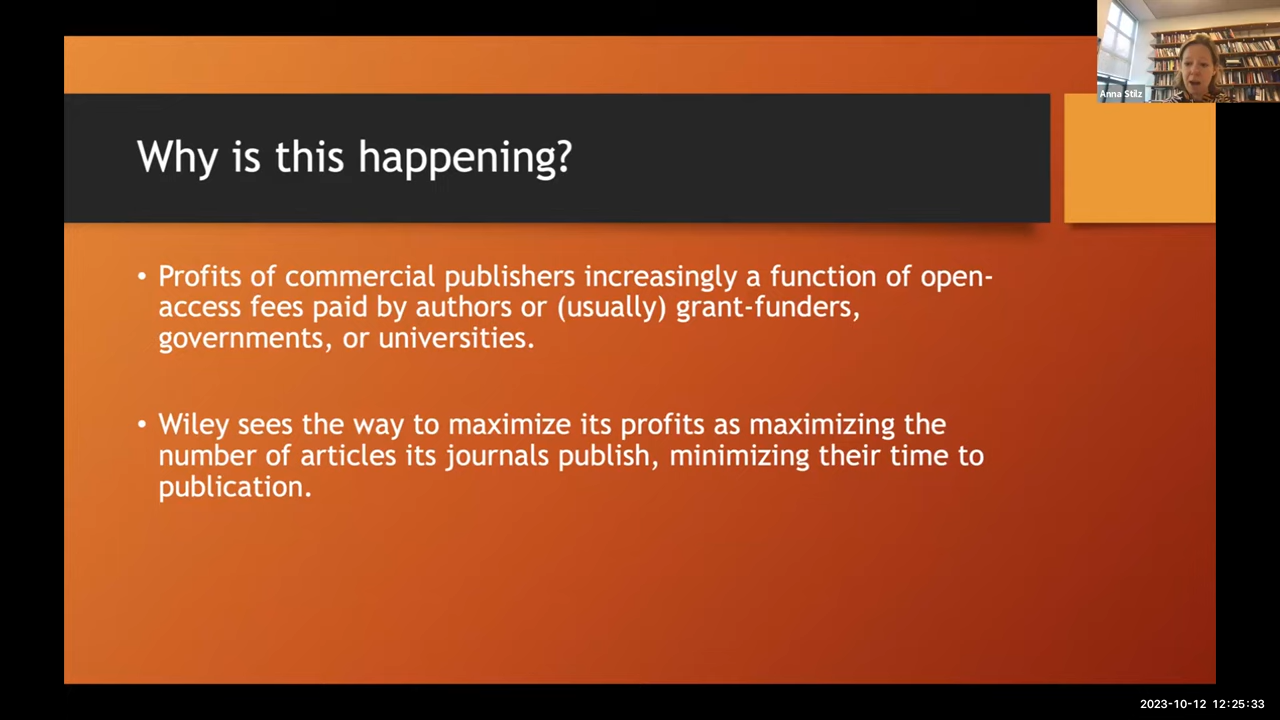 Anna Stilz
Why is this happening?
• Profits of commercial publishers increasingly a function of open-
access fees paid by authors or (usually) grant-funders,
governments, or universities.
• Wiley sees the way to maximize its profits as maximizing the
number of articles its journals publish, minimizing their time to
publication.
2023-10-12 12:25:33